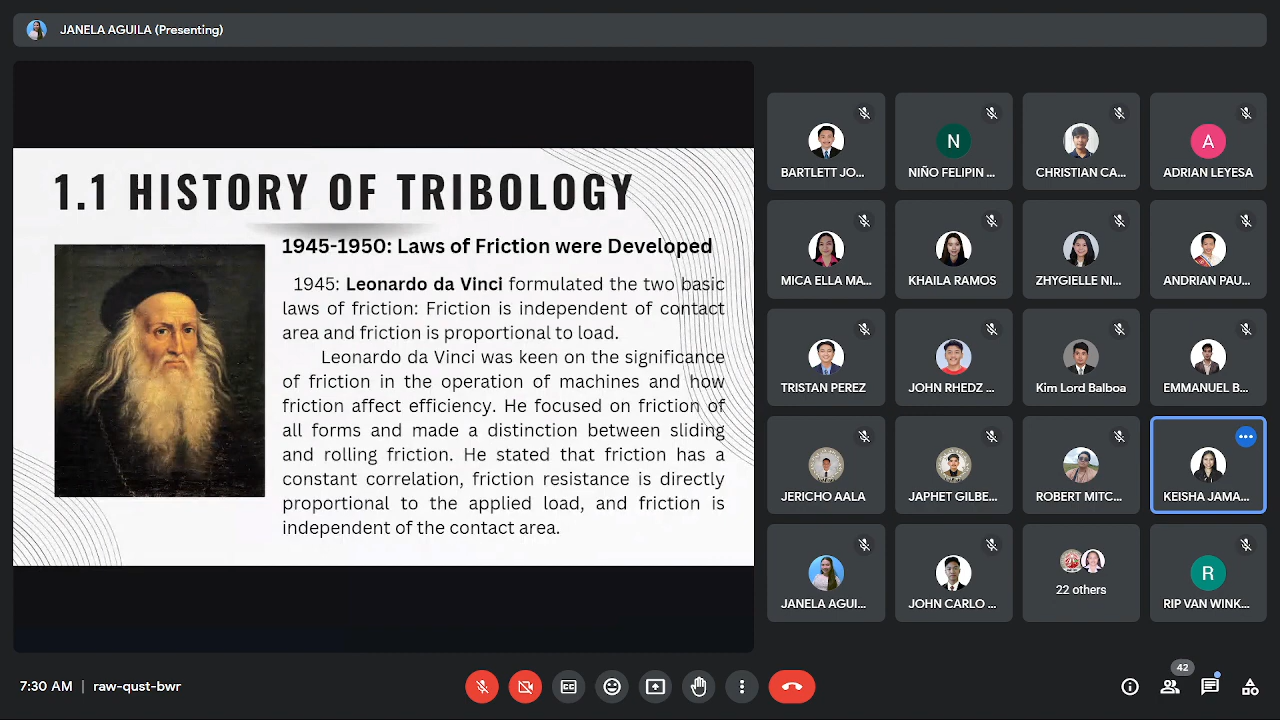 JANELA AGUILA (Presenting)
1.1 HISTORY OF TRIBOLOGY
1945-1950: Laws of Friction were Developed
1945: Leonardo da Vinci formulated the two basic
laws of friction: Friction is independent of contact
area and friction is proportional to load.
Leonardo da Vinci was keen on the significance
of friction in the operation of machines and how
friction affect efficiency. He focused on friction of
all forms and made a distinction between sliding
and rolling friction. He stated that friction has a
constant correlation, friction resistance is directly
proportional to the applied load, and friction is
independent of the contact area.
BARTLETT JO...
N
NIÑO FELIPIN ...
CHRISTIAN CA...
A
ADRIAN LEYESA
MICA ELLA MA...
KHAILA RAMOS
ZHYGIELLE NI...
ANDRIAN PAU...
TRISTAN PEREZ
JOHN RHEDZ ...
Kim Lord Balboa
EMMANUEL B...
JERICHO AALA
JAPHET GILBE...
ROBERT MITC...
KEISHA JAMA...
JANELA AGUI...
JOHN CARLO ...
22 others
R
RIP VAN WINK...
7:30 AM | raw-qust-bwr
42